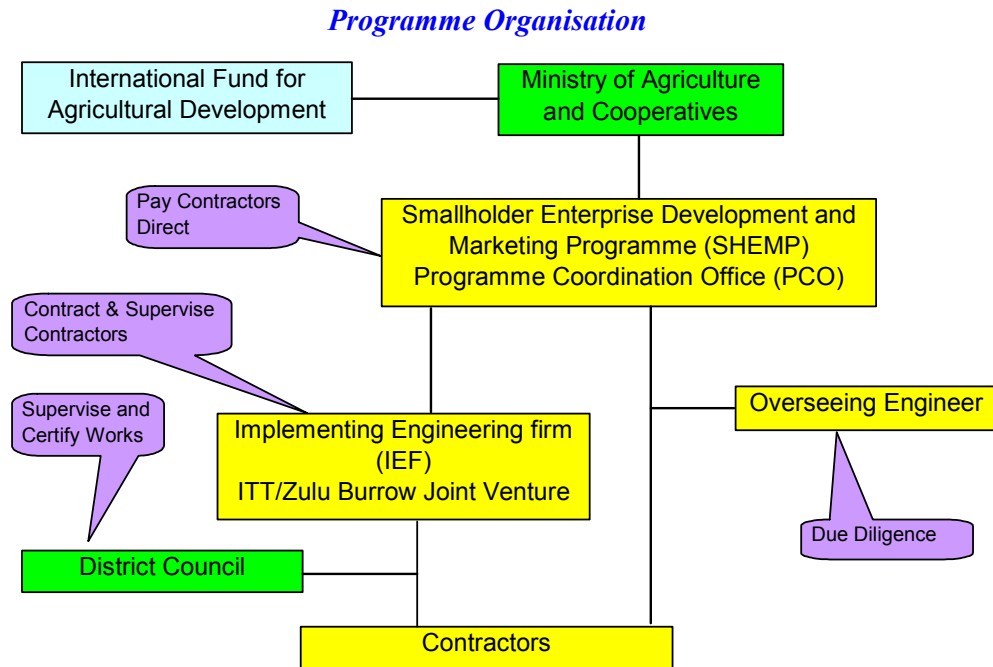 Programme Organisation
International Fund for
Agricultural Development
Ministry of Agriculture
and Cooperatives
Pay Contractors
Direct
Smallholder Enterprise Development and
Marketing Programme (SHEMP)
Programme Coordination Office (PCO)
Contract & Supervise
Contractors
Supervise and
Certify Works
Implementing Engineering firm
(IEF)
ITT/Zulu Burrow Joint Venture
Overseeing Engineer
Due Diligence
District Council
Contractors